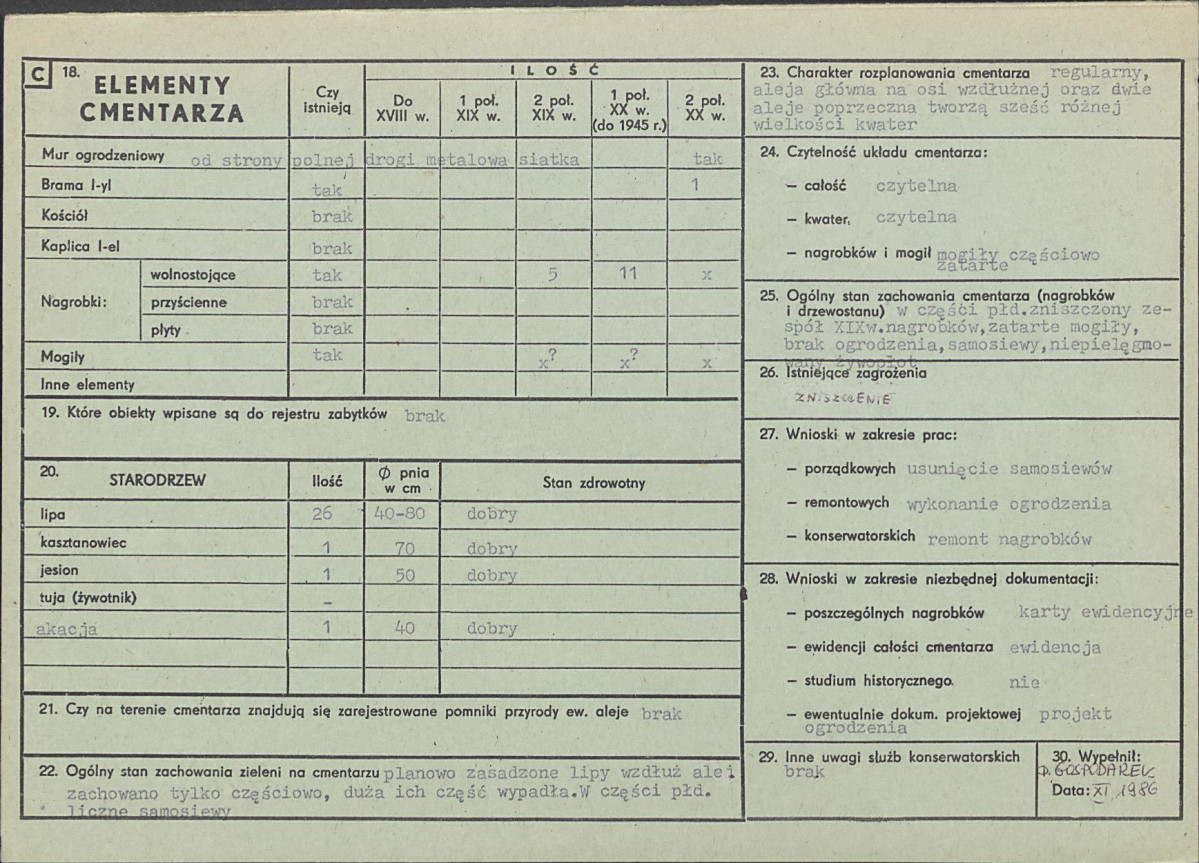 C 18. ELEMENTY CMENTARZA
Czy istnieją
ILOŚĆ
Do XVIII w.
1 poł. XIX w.
2 poł. XIX w.
1 poł. XX w. (do 1945 r.)
2 poł. XX w.
Mur ogrodzeniowy od strony polnej drogi metalowa siatka tak
Brama I-yl tak 1
Kościół brak
Kaplica I-el brak
Nagrobki:
wolnostojące tak 5 11 x
przyścienne brak
płyty brak
Mogiły tak x? x? x
Inne elementy
19. Które obiekty wpisane są do rejestru zabytków brak
20. STARODRZEW Ilość Ø pnia w cm Stan zdrowotny
lipa 26 40-80 dobry
kasztanowiec 1 70 dobry
jesion 1 50 dobry
tuja (żywotnik) -
akacja 1 40 dobry
21. Czy na terenie cmentarza znajdują się zarejestrowane pomniki przyrody ew. aleje brak
22. Ogólny stan zachowania zieleni na cmentarzu planowo zasadzone lipy wzdłuż alei
zachowano tylko częściowo, duża ich część wypadła.W części płd.
liczne samosiewy
23. Charakter rozplanowania cmentarza regularny,
aleja główna na osi wzdłużnej oraz dwie
aleje poprzeczna tworzą sześć różnej
wielkości kwater
24. Czytelność układu cmentarza:
— całość czytelna
— kwater, czytelna
— nagrobków i mogił mogiły częściowo
zatarte
25. Ogólny stan zachowania cmentarza (nagrobków
i drzewostanu) w części płd.zniszczony ze-
spół XIXw.nagrobków,zatarte mogiły,
brak ogrodzenia,samosiewy,niepielęgno-
wany żywopłot
26. Istniejące zagrożenia
ZNISZCZENIE
27. Wnioski w zakresie prac:
— porządkowych usunięcie samosiewów
— remontowych wykonanie ogrodzenia
— konserwatorskich remont nagrobków
28. Wnioski w zakresie niezbędnej dokumentacji:
— poszczególnych nagrobków karty ewidencyjne
— ewidencji całości cmentarza ewidencja
— studium historycznego. nie
— ewentualnie dokum. projektowej projekt
ogrodzenia
29. Inne uwagi służb konserwatorskich
brak
30. Wypełnił:
P. GOSPODAREK
Data: XI 1986